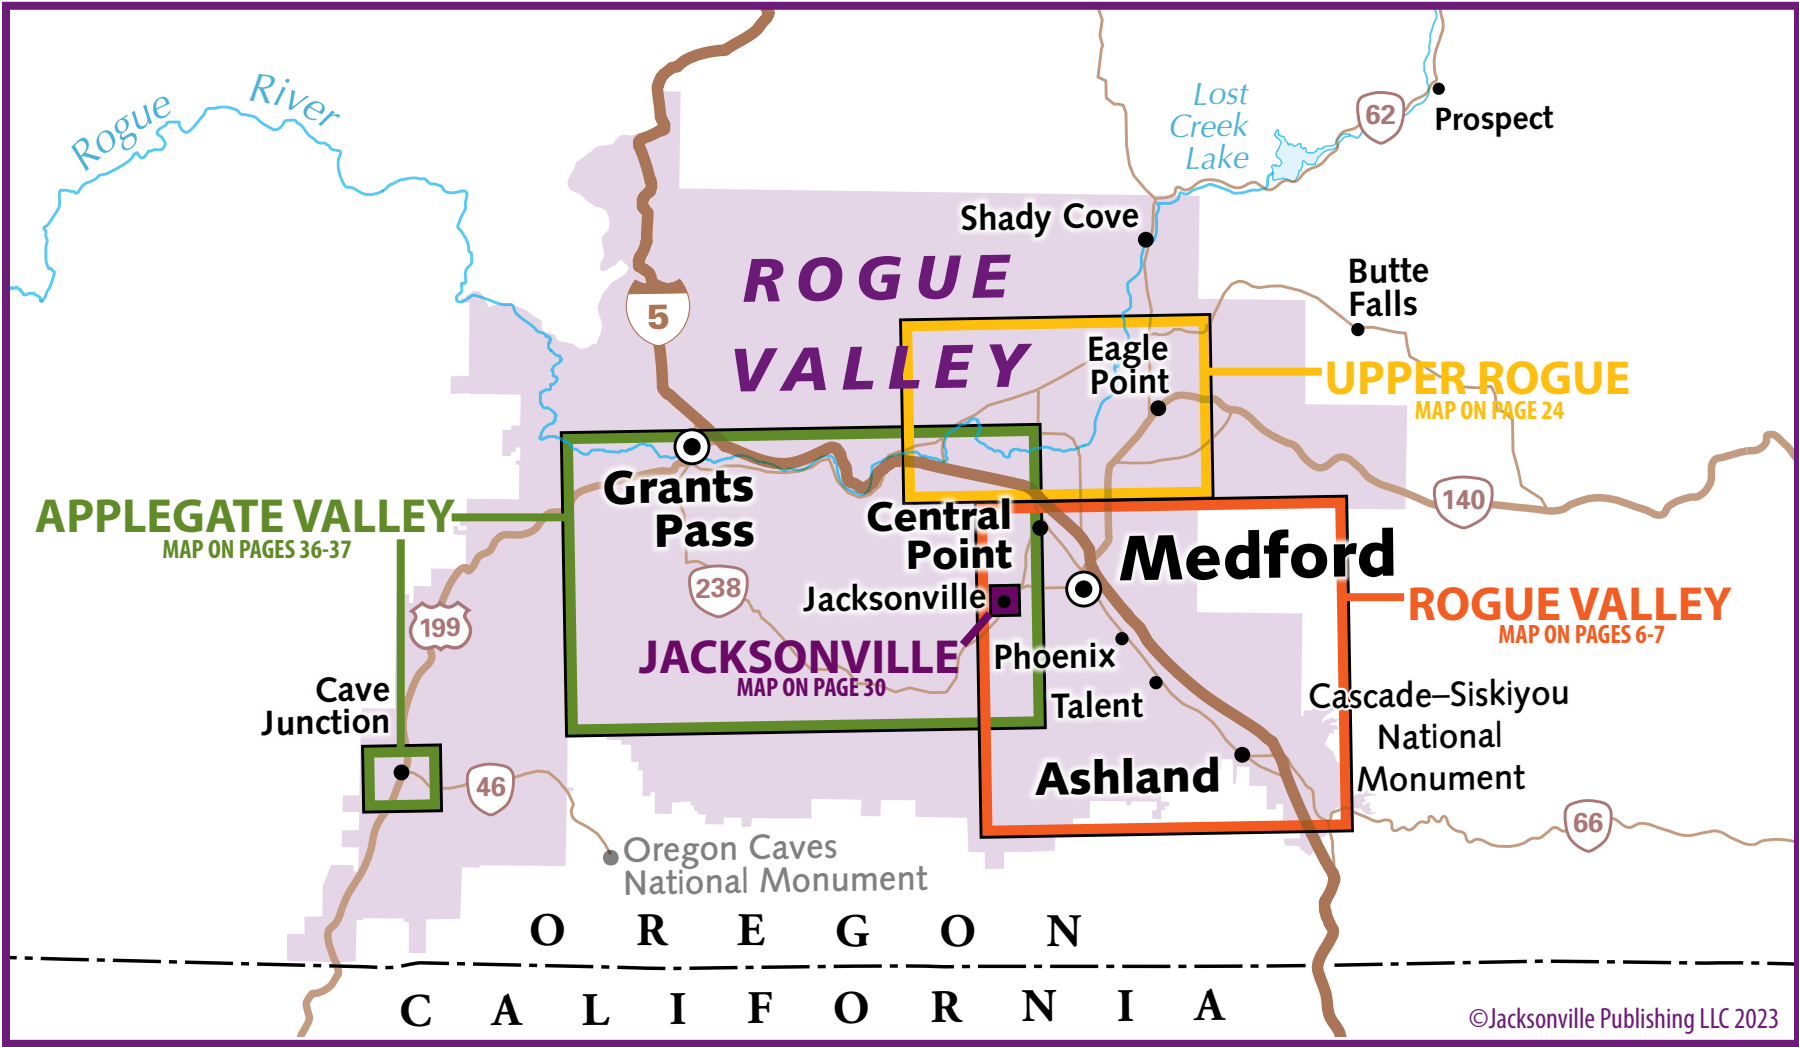 Rogue River
Lost
Creek
Lake
62
Prospect
Shady Cove
ROGUE
VALLEY
5
Butte
Falls
Eagle
Point
UPPER ROGUE
MAP ON PAGE 24
Grants
Pass
APPLEGATE VALLEY
MAP ON PAGES 36-37
Central
Point
Medford
140
238
Jacksonville
JACKSONVILLE
MAP ON PAGE 30
ROGUE VALLEY
MAP ON PAGES 6-7
199
Phoenix
Talent
Cave
Junction
Cascade–Siskiyou
National
Monument
Ashland
46
66
Oregon Caves
National Monument
OREGON
CALIFORNIA
©Jacksonville Publishing LLC 2023